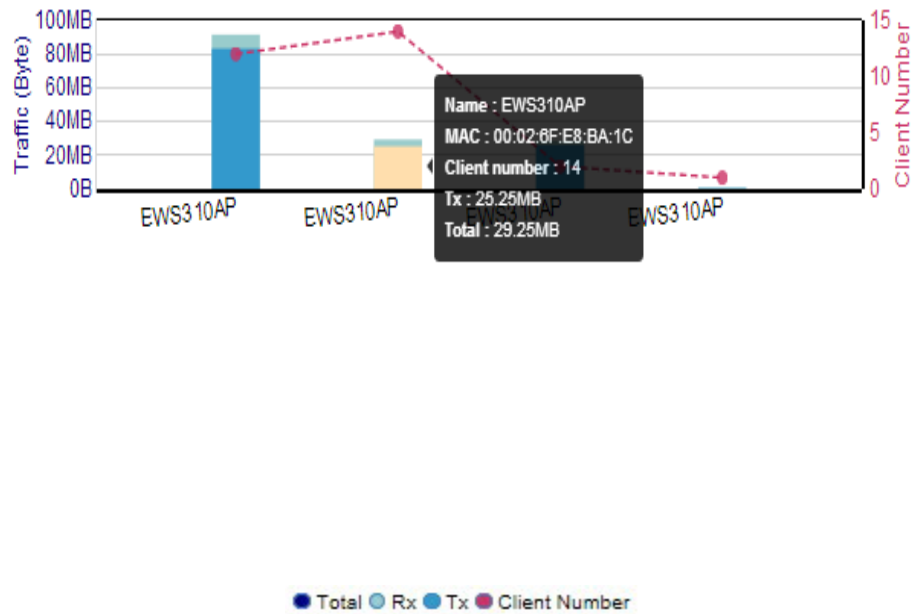 100MB
80MB
60MB
40MB
20MB
0B
Traffic (Byte)
15
10
5
0
Client Number
Name : EWS310AP
MAC : 00:02:6F:E8:BA:1C
Client number : 14
Tx : 25.25MB
Total : 29.25MB
EWS310AP
EWS310AP
EWS310AP
EWS310AP
Total Rx Tx Client Number